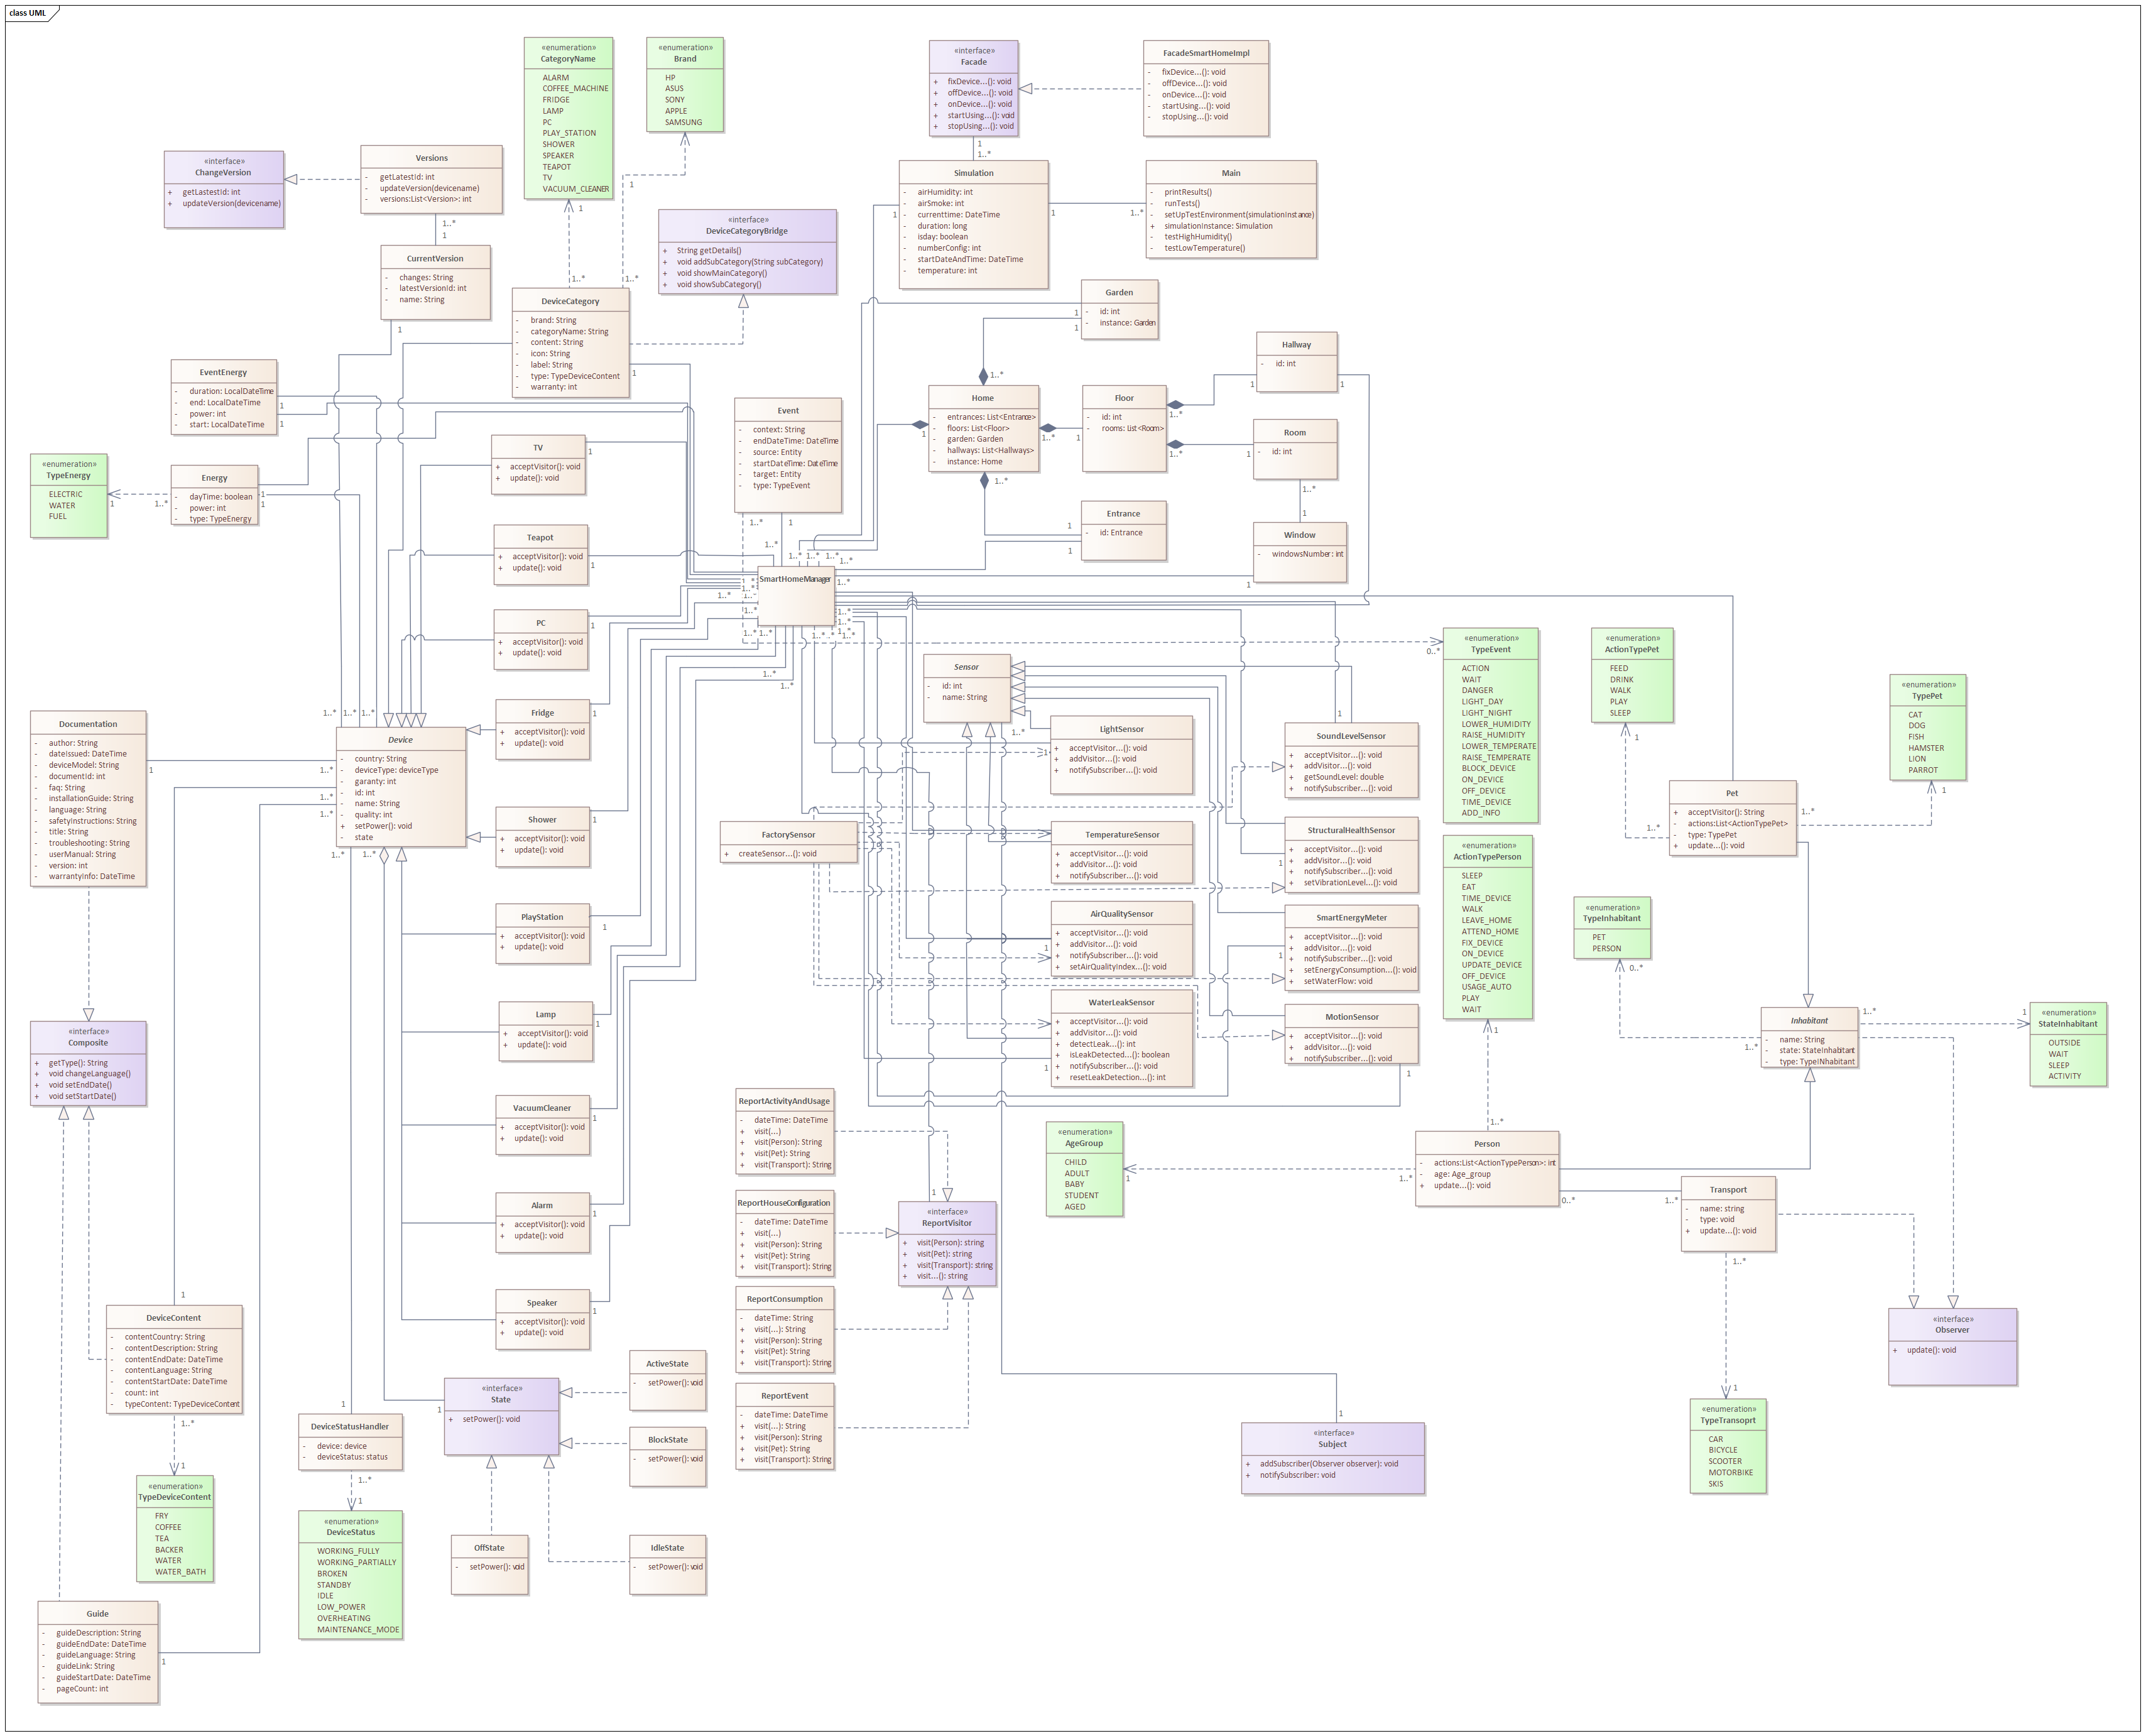 class UML
«enumeration»
CategoryName
ALARM
COFFEE_MACHINE
FRIDGE
LAMP
PC
PLAY_STATION
SHOWER
SPEAKER
TEAPOT
TV
VACUUM_CLEANER
«enumeration»
Brand
HP
ASUS
SONY
APPLE
SAMSUNG
«interface»
Facade
+ fixDevice...(): void
+ offDevice...(): void
+ onDevice...(): void
+ startUsing...(): void
+ stopUsing...(): void
FacadeSmartHomeImpl
- fixDevice...(): void
- offDevice...(): void
- onDevice...(): void
- startUsing...(): void
- stopUsing...(): void
«interface»
ChangeVersion
+ getLastestId: int
+ updateVersion(devicename)
Versions
- getLatestId: int
- updateVersion(devicename)
- versions:List<Version>: int
Simulation
- airHumidity: int
- airSmoke: int
- currenttime: DateTime
- duration: long
- isday: boolean
- numberConfig: int
- startDateAndTime: DateTime
- temperature: int
Main
- printResults()
- runTests()
- setUpTestEnvironment(simulationInstance)
+ simulationInstance: Simulation
- testHighHumidity()
- testLowTemperature()
«interface»
DeviceCategoryBridge
+ String getDetails()
+ void addSubCategory(String subCategory)
+ void showMainCategory()
+ void showSubCategory()
CurrentVersion
- changes: String
- latestVersionId: int
- name: String
DeviceCategory
- brand: String
- categoryName: String
- content: String
- icon: String
- label: String
- type: TypeDeviceContent
- warranty: int
Garden
- id: int
- instance: Garden
Hallway
- id: int
EventEnergy
- duration: LocalDateTime
- end: LocalDateTime
- power: int
- start: LocalDateTime
Home
- entrances: List<Entrance>
- floors: List<Floor>
- garden: Garden
- hallways: List<Hallways>
- instance: Home
Floor
- id: int
- rooms: List<Room>
Room
- id: int
Event
- context: String
- endDateTime: DateTime
- source: Entity
- startDateTime: DateTime
- target: Entity
- type: TypeEvent
TV
+ acceptVisitor(): void
+ update(): void
«enumeration»
TypeEnergy
ELECTRIC
WATER
FUEL
Energy
- dayTime: boolean
- power: int
- type: TypeEnergy
Entrance
- id: Entrance
Window
- windowsNumber: int
Teapot
+ acceptVisitor(): void
+ update(): void
SmartHomeManager
PC
+ acceptVisitor(): void
+ update(): void
Sensor
- id: int
- name: String
«enumeration»
TypeEvent
ACTION
WAIT
DANGER
LIGHT_DAY
LIGHT_NIGHT
LOWER_HUMIDITY
RAISE_HUMIDITY
LOWER_TEMPERATE
RAISE_TEMPERATE
BLOCK_DEVICE
ON_DEVICE
OFF_DEVICE
TIME_DEVICE
ADD_INFO
«enumeration»
ActionTypePet
FEED
DRINK
WALK
PLAY
SLEEP
«enumeration»
TypePet
CAT
DOG
FISH
HAMSTER
LION
PARROT
Documentation
- author: String
- dateIssued: DateTime
- deviceModel: String
- documentId: int
- faq: String
- installationGuide: String
- language: String
- safetyInstructions: String
- title: String
- troubleshooting: String
- userManual: String
- version: int
- warrantyInfo: DateTime
Device
- country: String
- deviceType: deviceType
- garanty: int
- id: int
- name: String
- quality: int
+ setPower(): void
- state
Fridge
+ acceptVisitor(): void
+ update(): void
LightSensor
+ acceptVisitor...(): void
+ addVisitor...(): void
+ notifySubscriber...(): void
SoundLevelSensor
+ acceptVisitor...(): void
+ addVisitor...(): void
+ getSoundLevel: double
+ notifySubscriber...(): void
Pet
+ acceptVisitor(): String
- actions:List<ActionTypePet>
- type: TypePet
+ update...(): void
Shower
+ acceptVisitor(): void
+ update(): void
FactorySensor
+ createSensor...(): void
TemperatureSensor
+ acceptVisitor...(): void
+ addVisitor...(): void
+ notifySubscriber...(): void
StructuralHealthSensor
+ acceptVisitor...(): void
+ addVisitor...(): void
+ notifySubscriber...(): void
+ setVibrationLevel...(): void
«enumeration»
ActionTypePerson
SLEEP
EAT
TIME_DEVICE
WALK
LEAVE_HOME
ATTEND_HOME
FIX_DEVICE
ON_DEVICE
UPDATE_DEVICE
OFF_DEVICE
USAGE_AUTO
PLAY
WAIT
«enumeration»
TypeInhabitant
PET
PERSON
PlayStation
+ acceptVisitor(): void
+ update(): void
AirQualitySensor
+ acceptVisitor...(): void
+ addVisitor...(): void
+ notifySubscriber...(): void
+ setAirQualityIndex...(): void
SmartEnergyMeter
+ acceptVisitor...(): void
+ addVisitor...(): void
+ notifySubscriber...(): void
+ setEnergyConsumption...(): void
+ setWaterFlow: void
Lamp
+ acceptVisitor(): void
+ update(): void
WaterLeakSensor
+ acceptVisitor...(): void
+ addVisitor...(): void
+ detectLeak...(): int
+ isLeakDetected...(): boolean
+ notifySubscriber...(): void
+ resetLeakDetection...(): int
MotionSensor
+ acceptVisitor...(): void
+ addVisitor...(): void
+ notifySubscriber...(): void
Inhabitant
- name: String
- state: StateInhabitant
- type: TypeINhabitant
«enumeration»
StateInhabitant
OUTSIDE
WAIT
SLEEP
ACTIVITY
«interface»
Composite
+ getType(): String
+ void changeLanguage()
+ void setEndDate()
+ void setStartDate()
VacuumCleaner
+ acceptVisitor(): void
+ update(): void
ReportActivityAndUsage
- dateTime: DateTime
+ visit(...)
+ visit(Person): String
+ visit(Pet): String
+ visit(Transport): String
«enumeration»
AgeGroup
CHILD
ADULT
BABY
STUDENT
AGED
Person
- actions:List<ActionTypePerson>: int
- age: Age_group
+ update...(): void
Transport
- name: string
- type: void
+ update...(): void
Alarm
+ acceptVisitor(): void
+ update(): void
ReportHouseConfiguration
- dateTime: DateTime
+ visit(...)
+ visit(Person): String
+ visit(Pet): String
+ visit(Transport): String
«interface»
ReportVisitor
+ visit(Person): string
+ visit(Pet): string
+ visit(Transport): string
+ visit...(): string
Speaker
+ acceptVisitor(): void
+ update(): void
ReportConsumption
- dateTime: String
+ visit(...): String
+ visit(Person): String
+ visit(Pet): String
+ visit(Transport): String
«interface»
Observer
+ update(): void
DeviceContent
- contentCountry: String
- contentDescription: String
- contentEndDate: DateTime
- contentLanguage: String
- contentStartDate: DateTime
- count: int
- typeContent: TypeDeviceContent
ActiveState
- setPower(): void
«interface»
State
+ setPower(): void
ReportEvent
- dateTime: DateTime
+ visit(...): String
+ visit(Person): String
+ visit(Pet): String
+ visit(Transport): String
«interface»
Subject
+ addSubscriber(Observer observer): void
+ notifySubscriber: void
«enumeration»
TypeTransoprt
CAR
BICYCLE
SCOOTER
MOTORBIKE
SKIS
DeviceStatusHandler
- device: device
- deviceStatus: status
BlockState
- setPower(): void
«enumeration»
TypeDeviceContent
FRY
COFFEE
TEA
BACKER
WATER
WATER_BATH
«enumeration»
DeviceStatus
WORKING_FULLY
WORKING_PARTIALLY
BROKEN
STANDBY
IDLE
LOW_POWER
OVERHEATING
MAINTENANCE_MODE
OffState
- setPower(): void
IdleState
- setPower(): void
Guide
- guideDescription: String
- guideEndDate: DateTime
- guideLanguage: String
- guideLink: String
- guideStartDate: DateTime
- pageCount: int